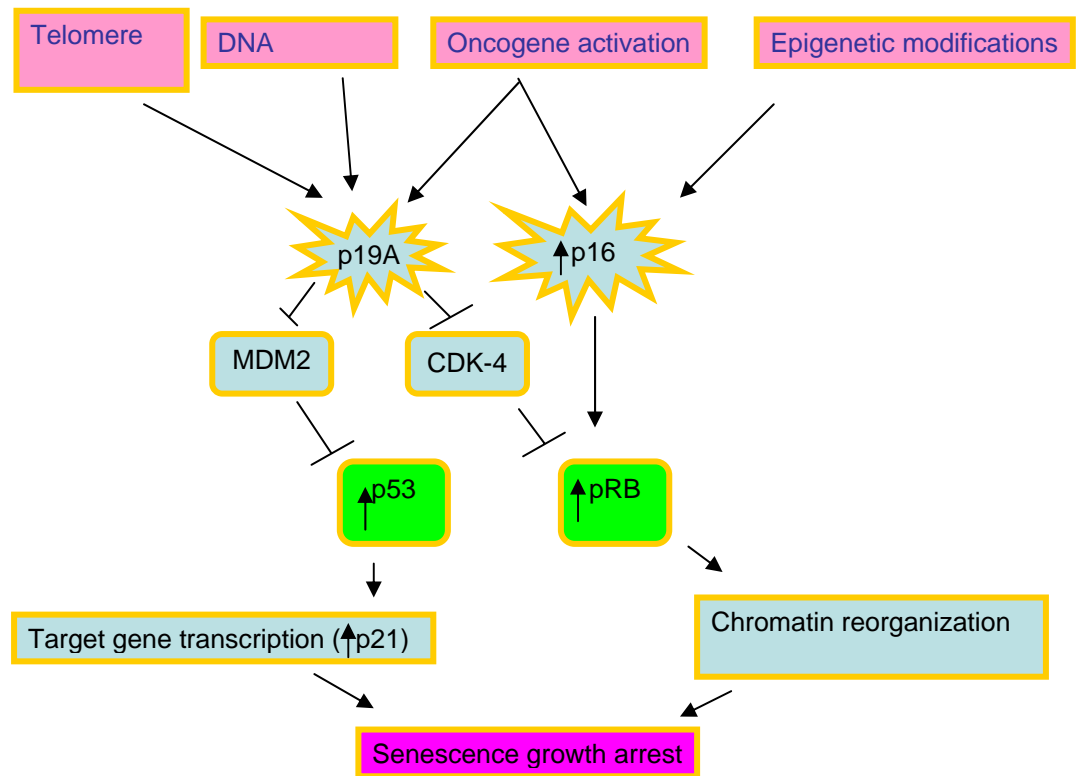 Telomere
DNA
Oncogene activation
Epigenetic modifications
p19A
p16
MDM2
CDK-4
p53
pRB
Target gene transcription (↑p21)
Chromatin reorganization
Senescence growth arrest